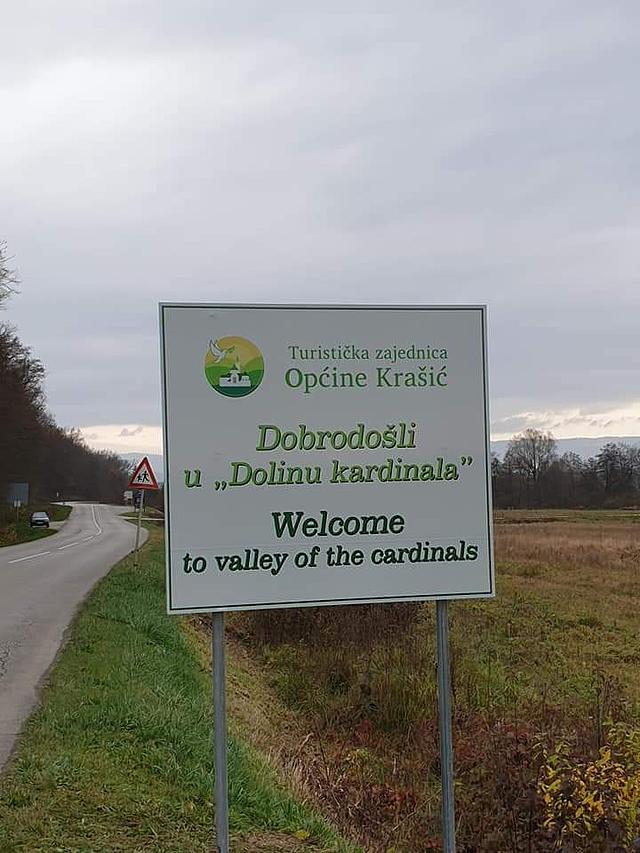 Turistička zajednica
Općine Krašić
Dobrodošli
u „Dolinu kardinala”
Welcome
to valley of the cardinals